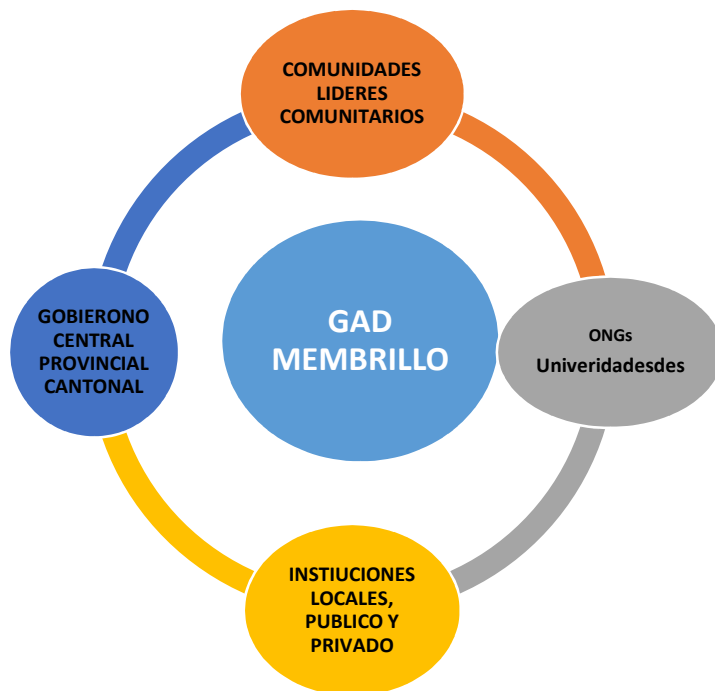 COMUNIDADES
LIDERES
COMUNITARIOS
GOBIERONO
CENTRAL
PROVINCIAL
CANTONAL
GAD
MEMBRILLO
ONGs
Univeridadesdes
INSTIUCIONES
LOCALES,
PUBLICO Y
PRIVADO